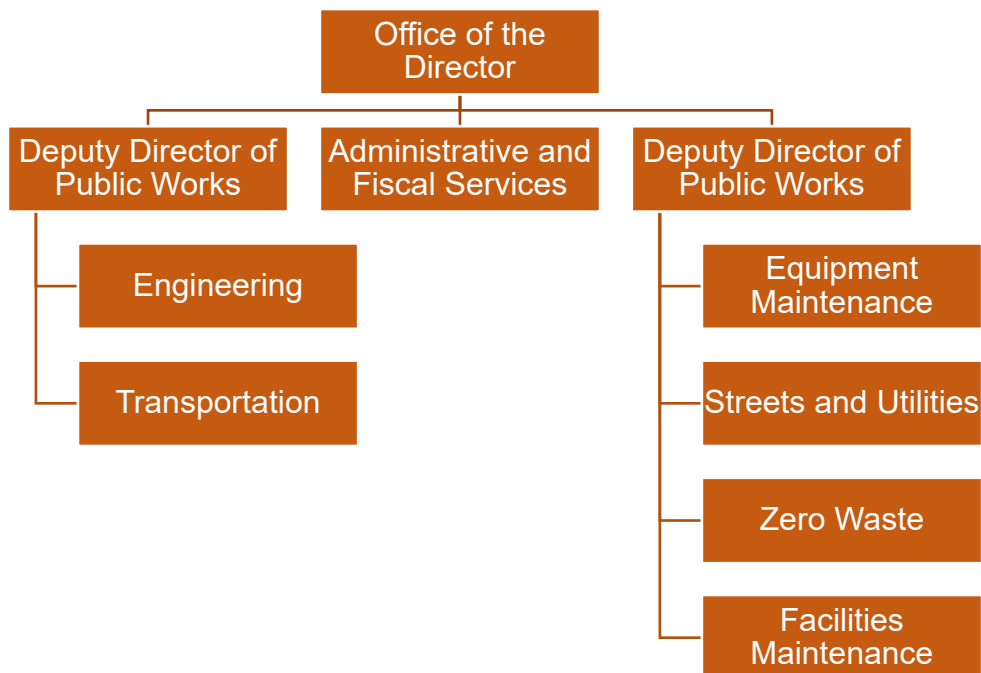 Office of the
Director
Deputy Director of
Public Works
Administrative and
Fiscal Services
Deputy Director of
Public Works
Engineering
Transportation
Equipment
Maintenance
Streets and Utilities
Zero Waste
Facilities
Maintenance